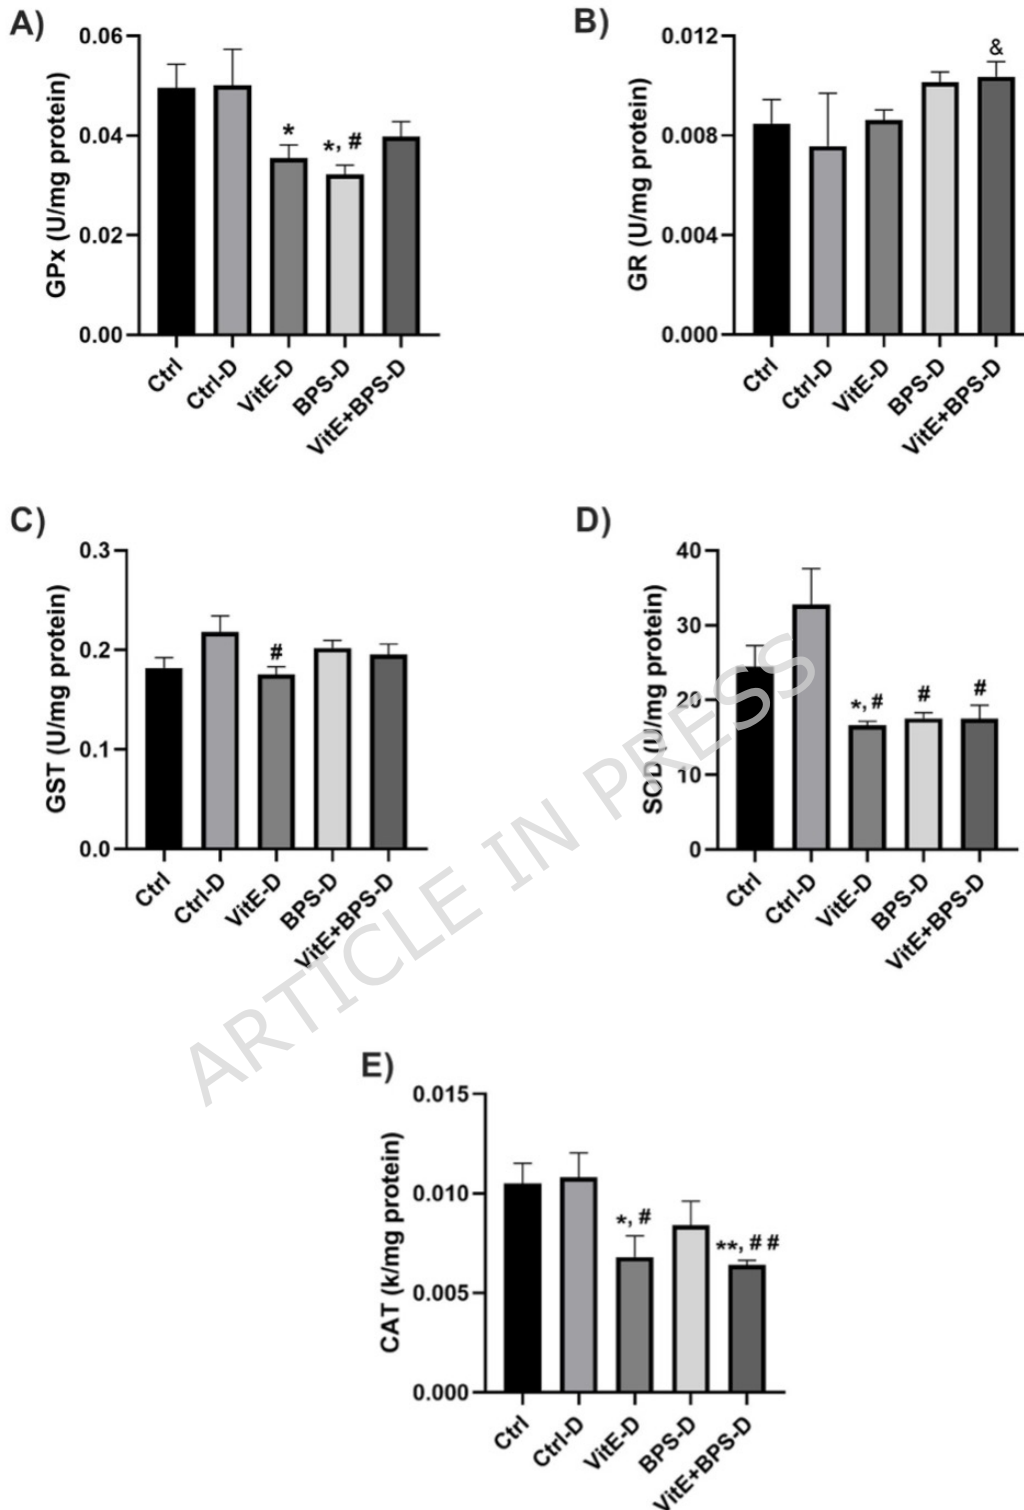 A)
GPx (U/mg protein)
0.06
0.04
0.02
0.00
*
*, #
Ctrl
Ctrl-D
VitE-D
BPS-D
VitE+BPS-D
B)
GR (U/mg protein)
0.012
0.008
0.004
0.000
&
Ctrl
Ctrl-D
VitE-D
BPS-D
VitE+BPS-D
C)
GST (U/mg protein)
0.3
0.2
0.1
0.0
#
Ctrl
Ctrl-D
VitE-D
BPS-D
VitE+BPS-D
D)
SOD (U/mg protein)
40
30
20
10
0
*, #
#
#
Ctrl
Ctrl-D
VitE-D
BPS-D
VitE+BPS-D
E)
CAT (k/mg protein)
0.015
0.010
0.005
0.000
*, #
**, # #
Ctrl
Ctrl-D
VitE-D
BPS-D
VitE+BPS-D
ARTICLE IN PRESS